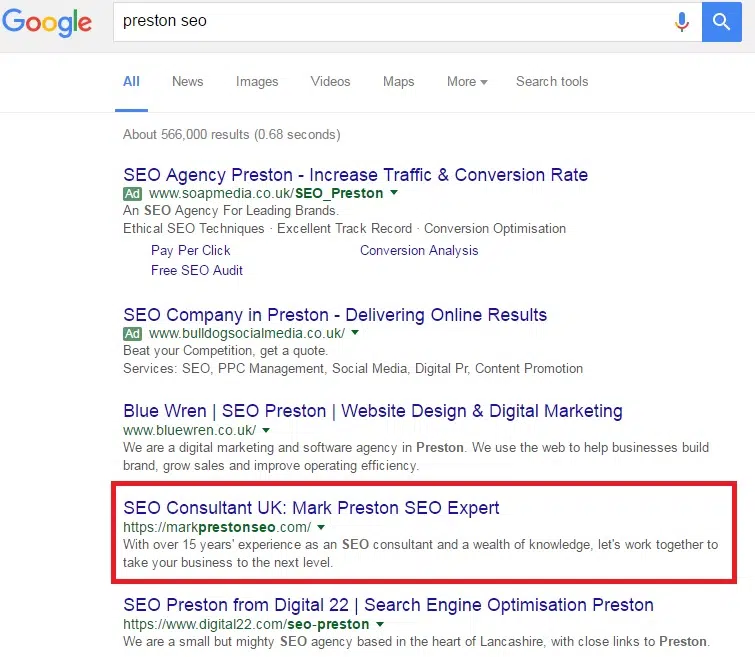 Google preston seo
All News Images Videos Maps More Search tools
About 566,000 results (0.68 seconds)
SEO Agency Preston - Increase Traffic & Conversion Rate
Ad www.soapmedia.co.uk/SEO_Preston
An SEO Agency For Leading Brands.
Ethical SEO Techniques · Excellent Track Record · Conversion Optimisation
Pay Per Click Conversion Analysis
Free SEO Audit
SEO Company in Preston - Delivering Online Results
Ad www.bulldogsocialmedia.co.uk/
Beat your Competition, get a quote.
Services: SEO, PPC Management, Social Media, Digital Pr, Content Promotion
Blue Wren | SEO Preston | Website Design & Digital Marketing
www.bluewren.co.uk/
We are a digital marketing and software agency in Preston. We use the web to help businesses build
brand, grow sales and improve operating efficiency.
SEO Consultant UK: Mark Preston SEO Expert
https://markprestonseo.com/
With over 15 years' experience as an SEO consultant and a wealth of knowledge, let's work together to
take your business to the next level.
SEO Preston from Digital 22 | Search Engine Optimisation Preston
https://www.digital22.com/seo-preston
We are a small but mighty SEO agency based in the heart of Lancashire, with close links to Preston.